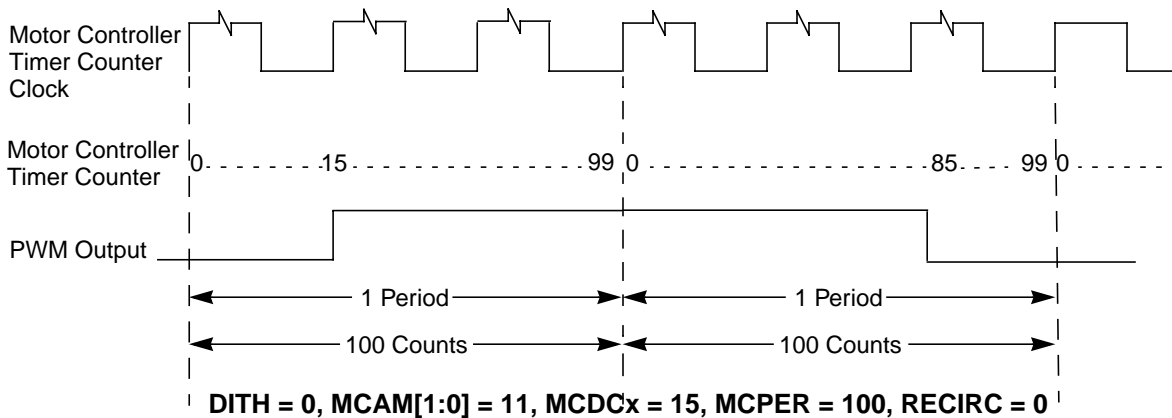 Motor Controller
Timer Counter
Clock
Motor Controller
Timer Counter
0 15 99 0 85 99 0
PWM Output
1 Period 1 Period
100 Counts 100 Counts
DITH = 0, MCAM[1:0] = 11, MCDCx = 15, MCPER = 100, RECIRC = 0